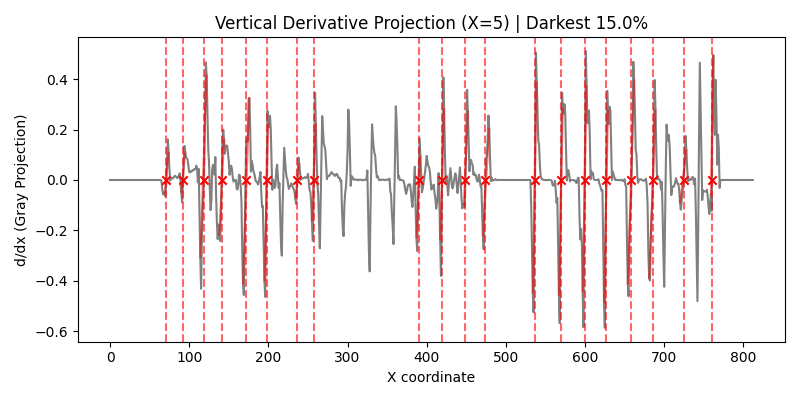 Vertical Derivative Projection (X=5) | Darkest 15.0%
d/dx (Gray Projection)
0.4
0.2
0.0
−0.2
−0.4
−0.6
0 100 200 300 400 500 600 700 800
X coordinate